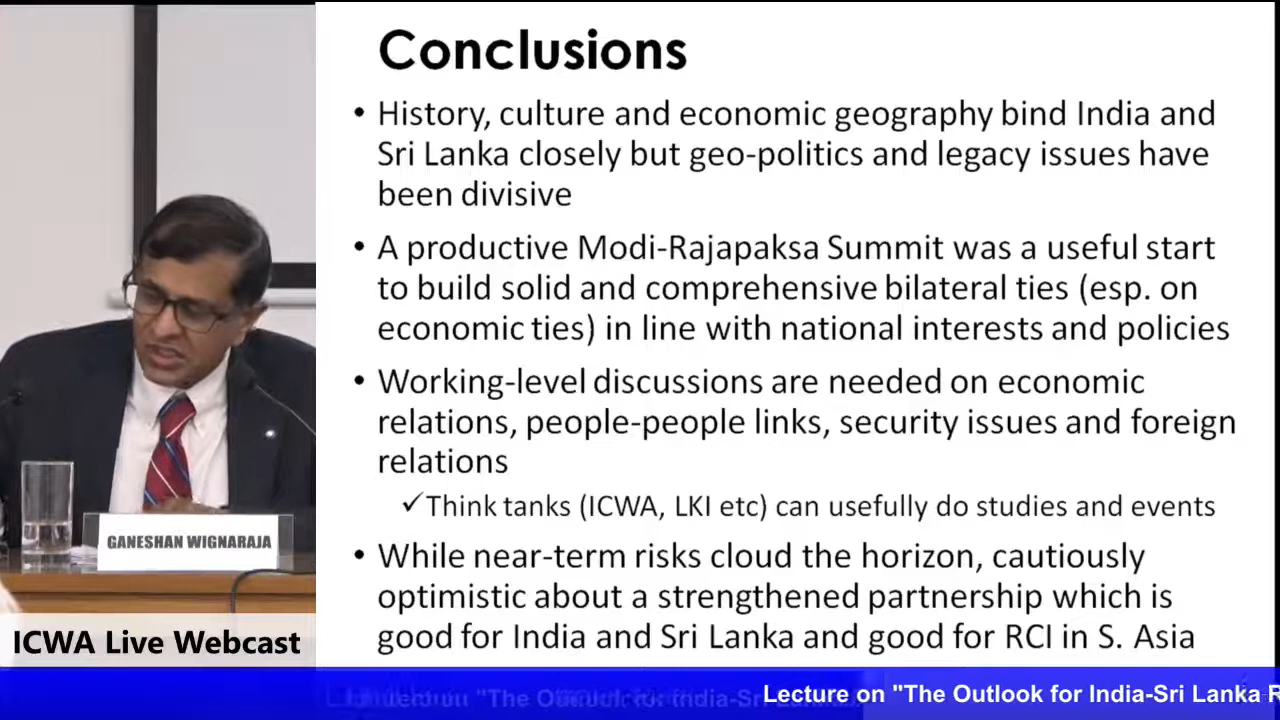 Conclusions
• History, culture and economic geography bind India and
Sri Lanka closely but geo-politics and legacy issues have
been divisive
• A productive Modi-Rajapaksa Summit was a useful start
to build solid and comprehensive bilateral ties (esp. on
economic ties) in line with national interests and policies
• Working-level discussions are needed on economic
relations, people-people links, security issues and foreign
relations
✓Think tanks (ICWA, LKI etc) can usefully do studies and events
• While near-term risks cloud the horizon, cautiously
optimistic about a strengthened partnership which is
good for India and Sri Lanka and good for RCI in S. Asia
GANESHAN WIGNARAJA
ICWA Live Webcast
Lecture on "The Outlook for India-Sri Lanka